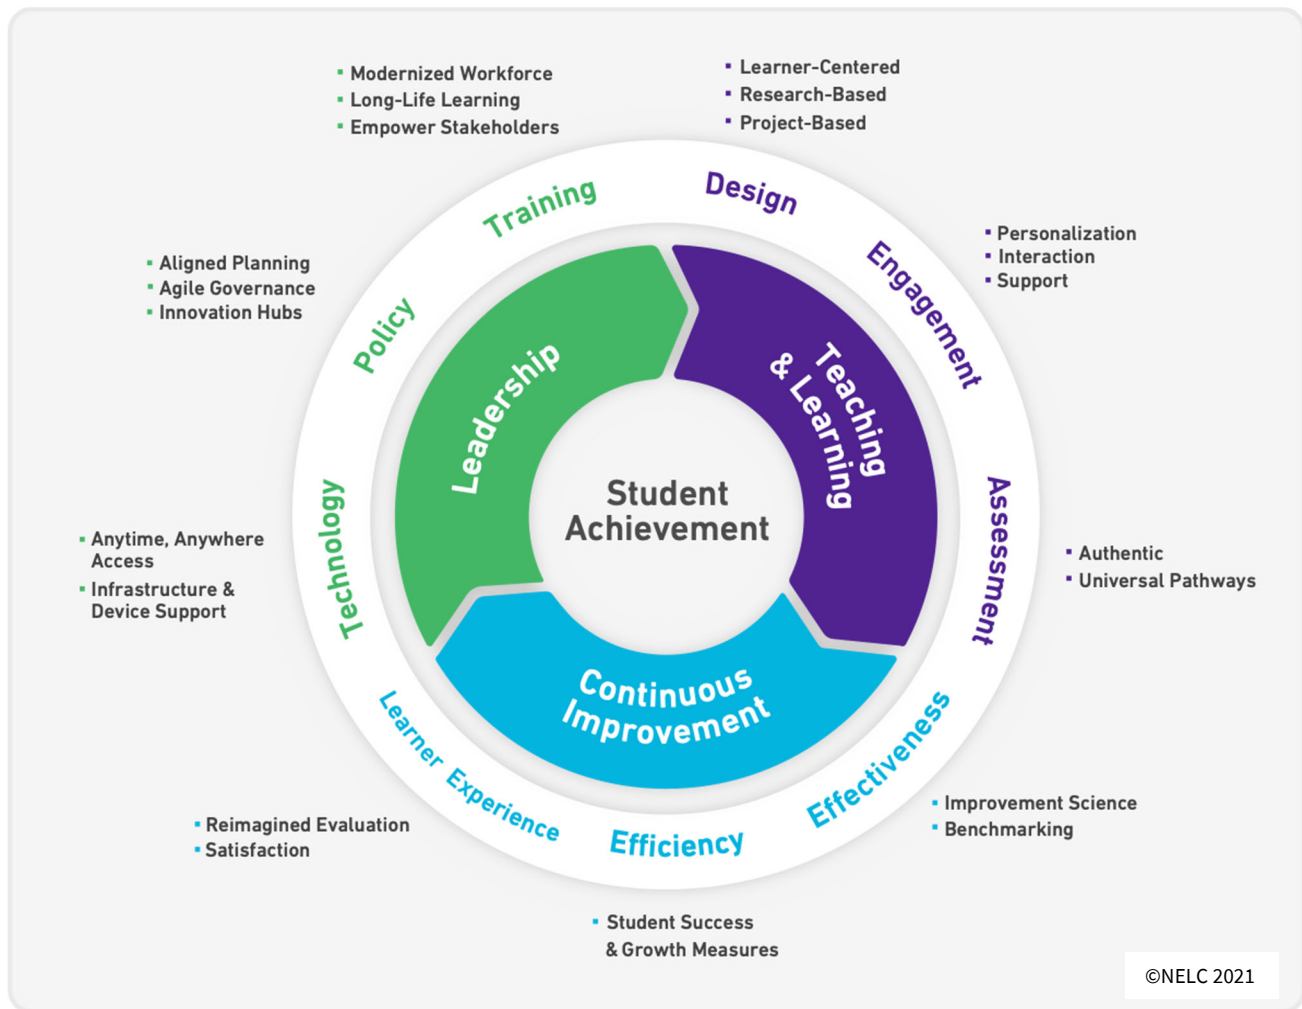 ▪ Modernized Workforce
▪ Long-Life Learning
▪ Empower Stakeholders
▪ Learner-Centered
▪ Research-Based
▪ Project-Based
Training
Design
▪ Personalization
▪ Interaction
▪ Support
Engagement
▪ Aligned Planning
▪ Agile Governance
▪ Innovation Hubs
Policy
Leadership
Teaching
& Learning
Student
Achievement
Technology
▪ Anytime, Anywhere
Access
▪ Infrastructure &
Device Support
Assessment
▪ Authentic
▪ Universal Pathways
Continuous
Improvement
Learner Experience
▪ Reimagined Evaluation
▪ Satisfaction
Efficiency
▪ Student Success
& Growth Measures
Effectiveness
▪ Improvement Science
▪ Benchmarking
©NELC 2021